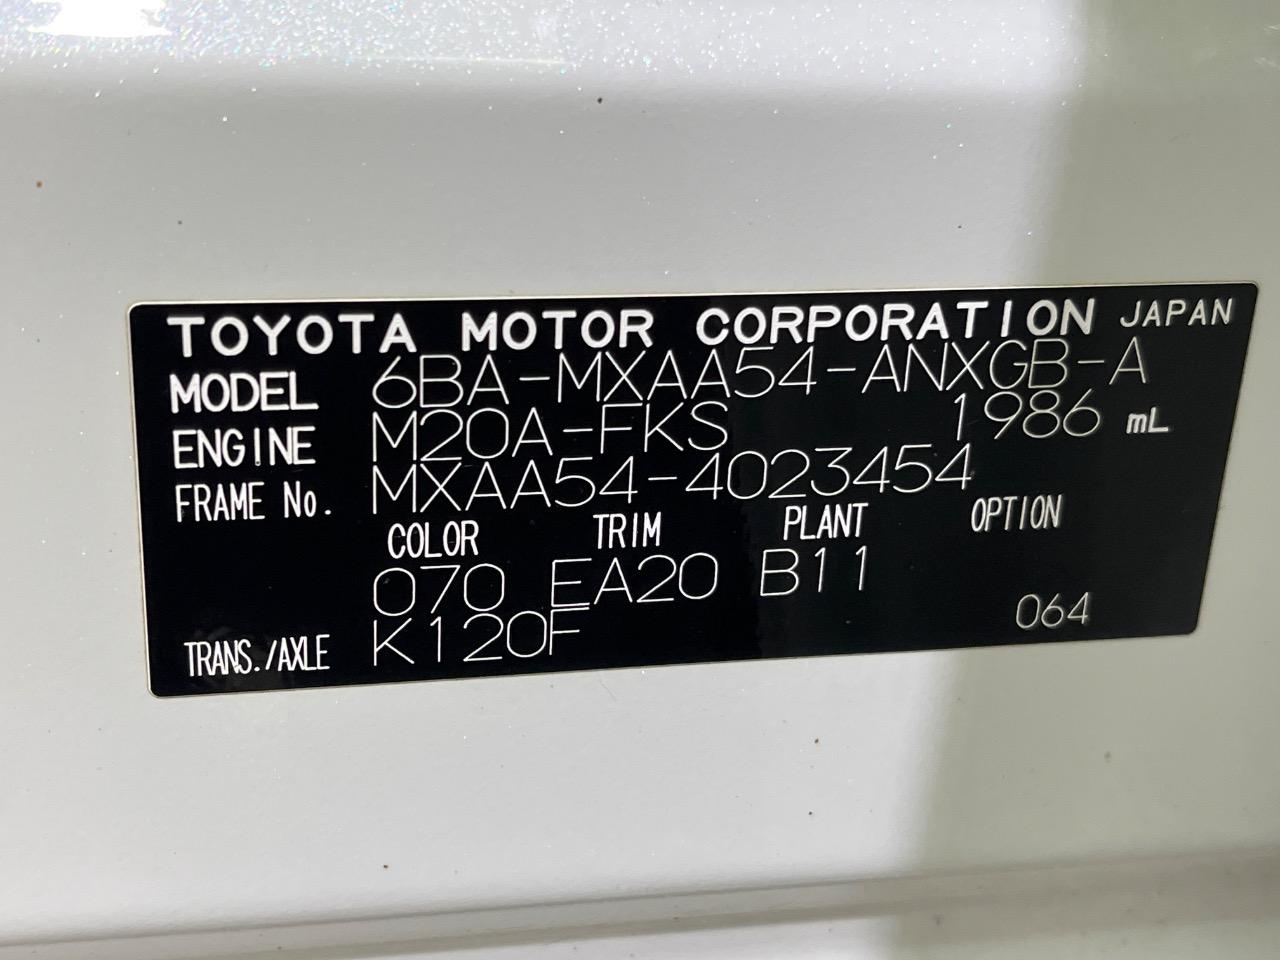 TOYOTA MOTOR CORPORATION JAPAN
MODEL 6BA-MXAA54-ANXGB-A
ENGINE M20A-FKS 1986 mL
FRAME No. MXAA54-4023454
COLOR TRIM PLANT OPTION
070 EA20 B11
TRANS./AXLE K120F 064